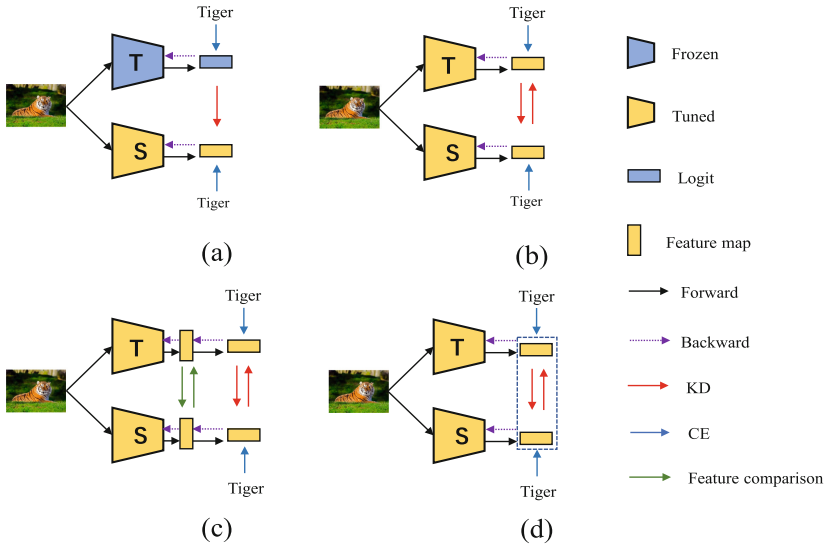 Tiger
T
S
Tiger
(a)
Tiger
T
S
Tiger
(b)
Tiger
T
S
Tiger
(c)
Tiger
T
S
Tiger
(d)
Frozen
Tuned
Logit
Feature map
Forward
Backward
KD
CE
Feature comparison